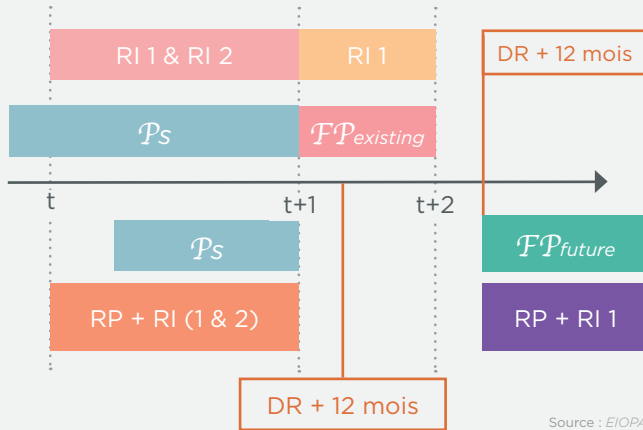 RI 1 & RI 2
RI 1
DR + 12 mois
𝒫s
ℱ𝒫existing
t
t+1
t+2
𝒫s
ℱ𝒫future
RP + RI (1 & 2)
RP + RI 1
DR + 12 mois
Source : EIOPA